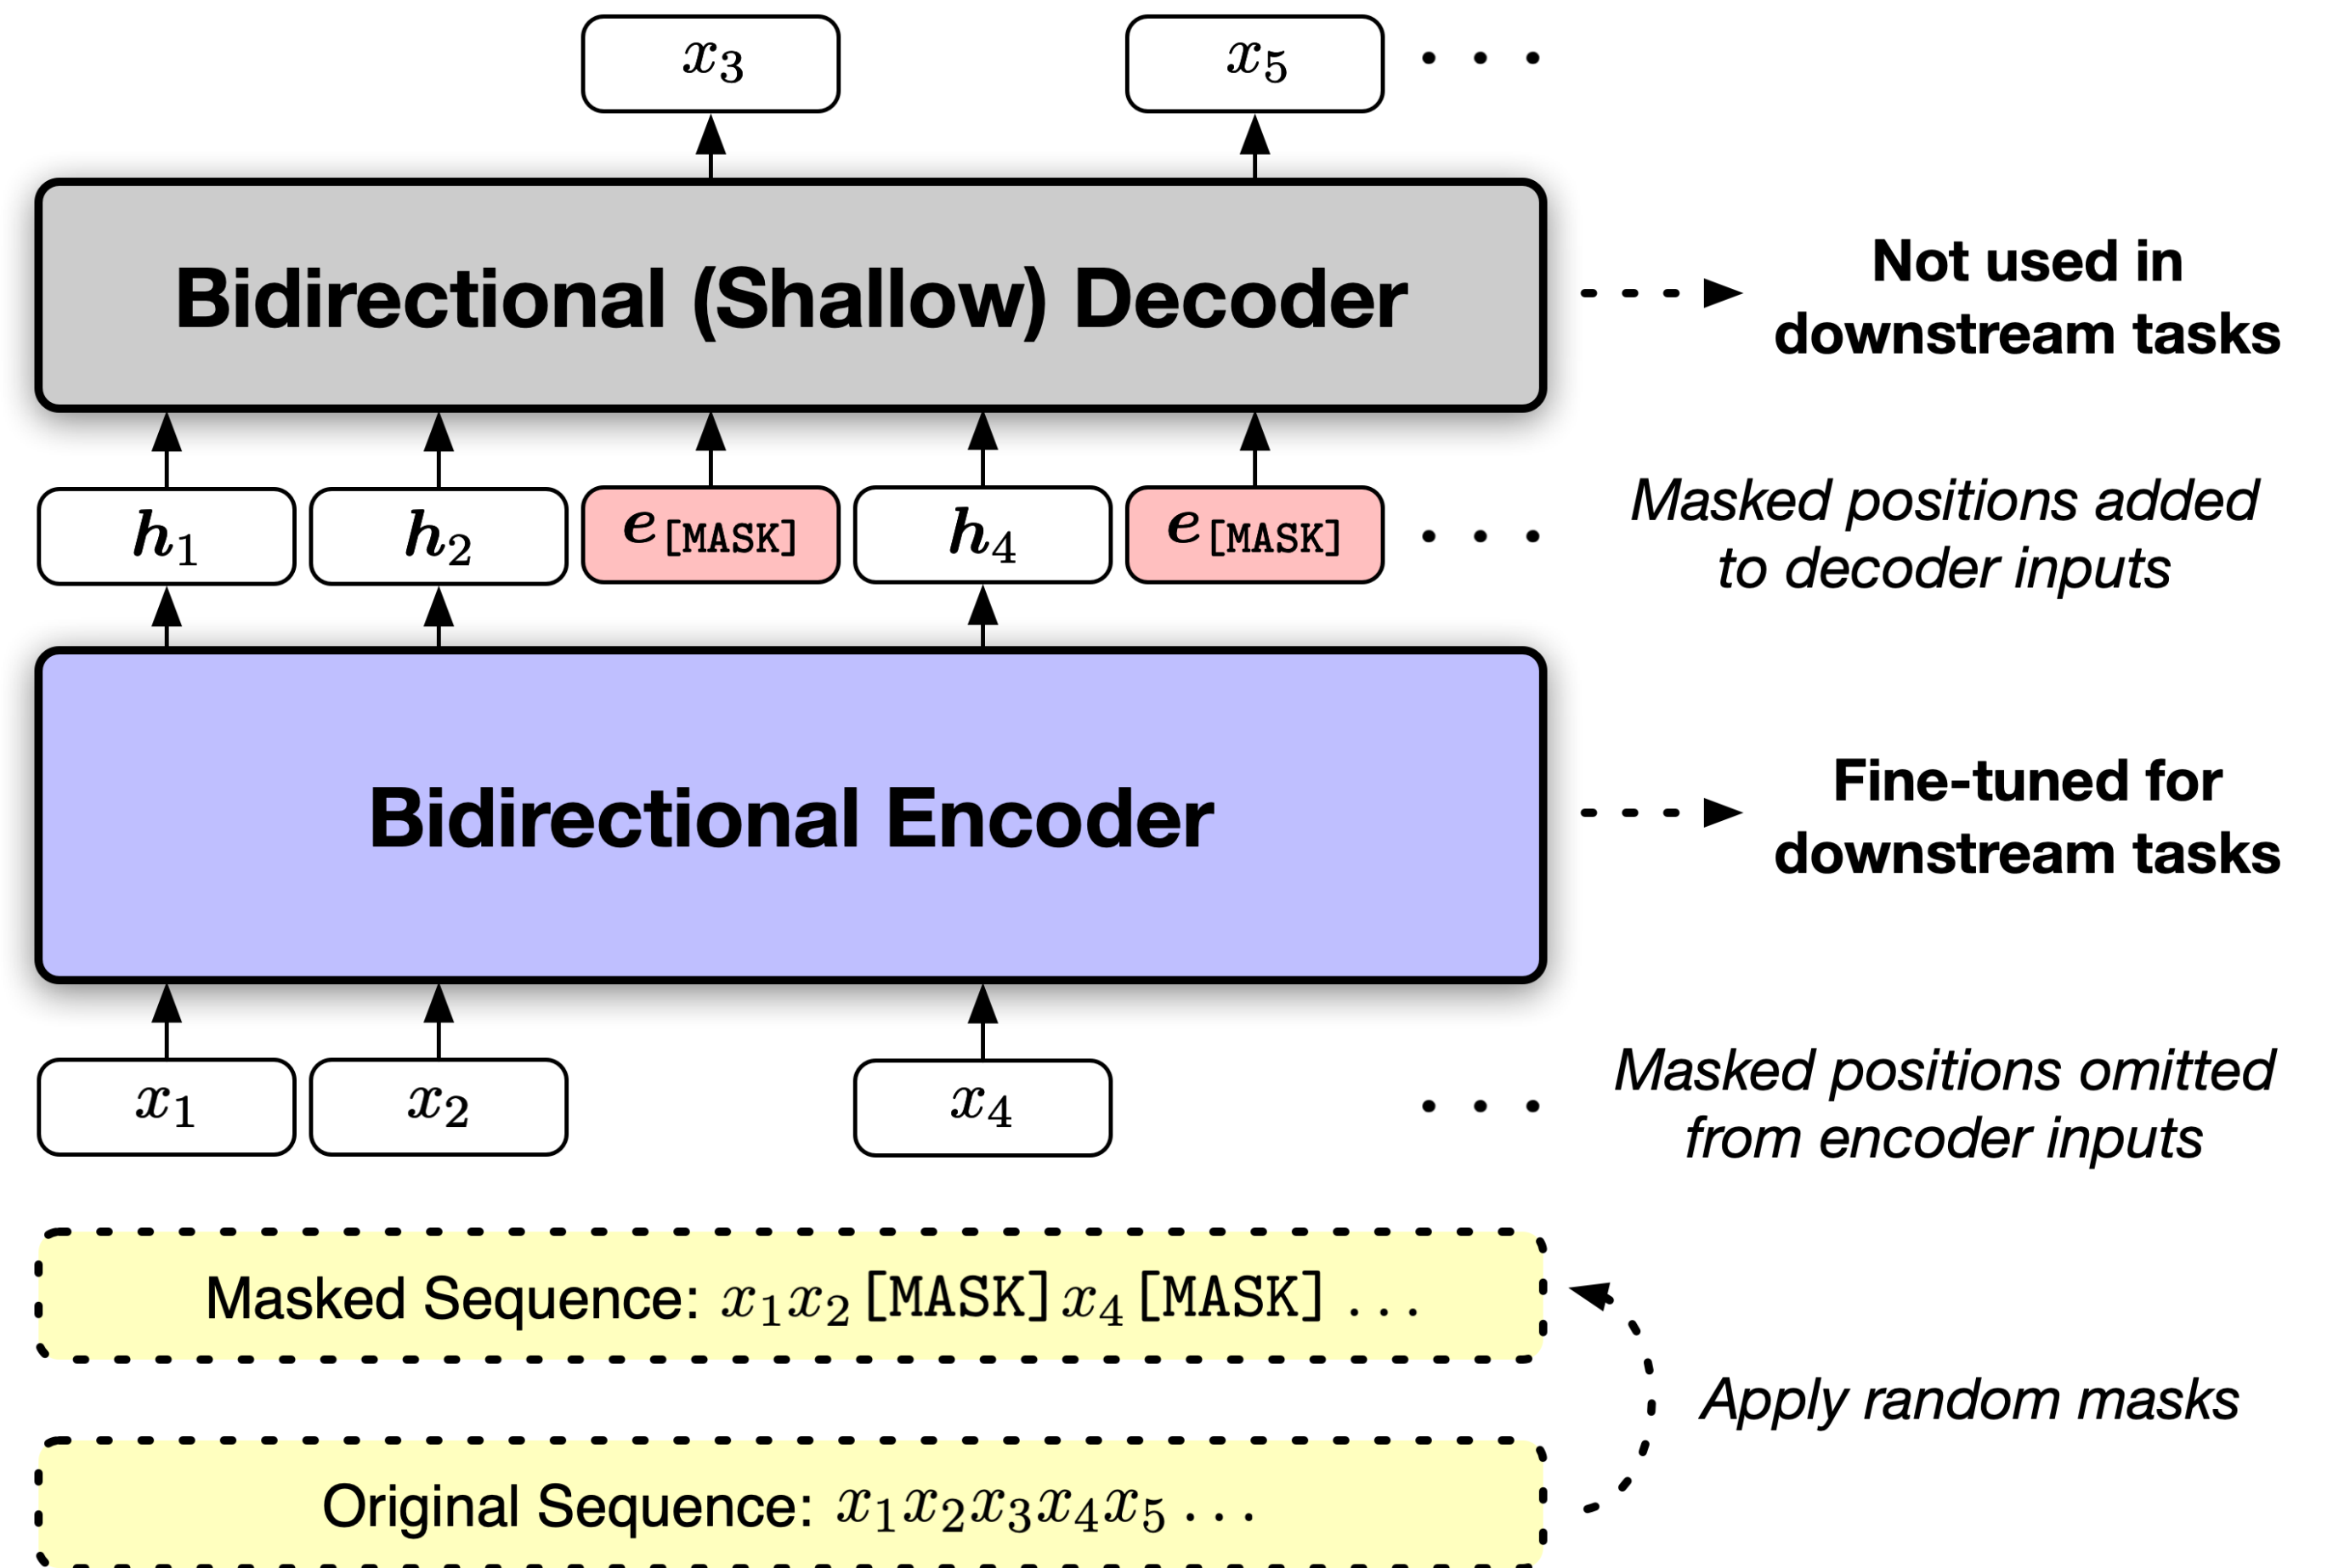 x₃ x₅ ...
Bidirectional (Shallow) Decoder
Not used in
downstream tasks
h₁ h₂ e[MASK] h₄ e[MASK] ...
Masked positions added
to decoder inputs
Bidirectional Encoder
Fine-tuned for
downstream tasks
x₁ x₂ x₄ ...
Masked positions omitted
from encoder inputs
Masked Sequence: x₁x₂[MASK]x₄[MASK]...
Apply random masks
Original Sequence: x₁x₂x₃x₄x₅...